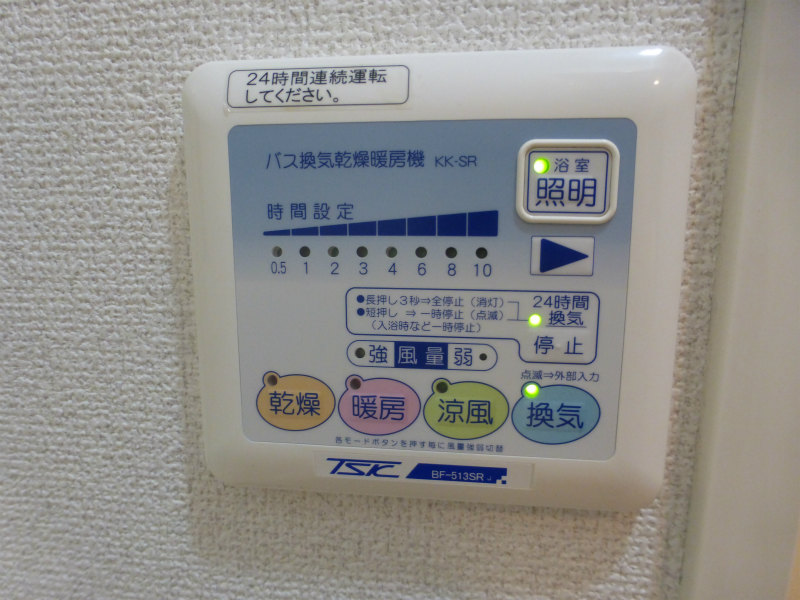 24時間連続運転
してください。
バス換気乾燥暖房機 KK-SR
浴室
照明
時間設定
0.5 1 2 3 4 6 8 10
●長押し3秒⇒全停止（消灯）
●短押し ⇒一時停止（点滅）
（入浴時など一時停止）
24時間
換気
停止
強 風量 弱
点滅⇒外部入力
乾燥 暖房 涼風 換気
各モードボタンを押す毎に風量強弱切替
TSK BF-513SR